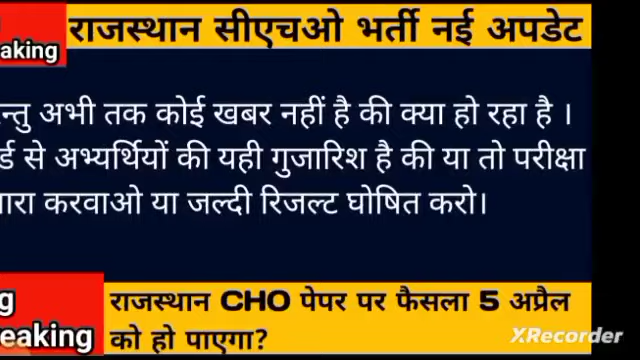 aking
राजस्थान सीएचओ भर्ती नई अपडेट
न्तु अभी तक कोई खबर नहीं है की क्या हो रहा है ।
र्ड से अभ्यर्थियों की यही गुजारिश है की या तो परीक्षा
ारा करवाओ या जल्दी रिजल्ट घोषित करो।
g
eaking
राजस्थान CHO पेपर पर फैसला 5 अप्रैल
को हो पाएगा?
XRecorder